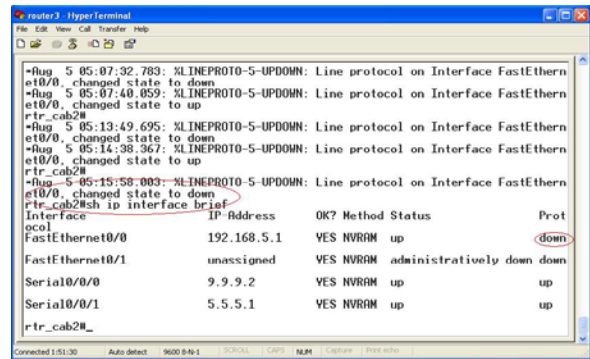 router3 - HyperTerminal
File Edit View Call Transfer Help
*Aug 5 05:07:32.783: %LINEPROTO-5-UPDOWN: Line protocol on Interface FastEthern
et0/0, changed state to down
*Aug 5 05:07:40.059: %LINEPROTO-5-UPDOWN: Line protocol on Interface FastEthern
et0/0, changed state to up
rtr_cab2#
*Aug 5 05:13:49.695: %LINEPROTO-5-UPDOWN: Line protocol on Interface FastEthern
et0/0, changed state to down
*Aug 5 05:14:38.367: %LINEPROTO-5-UPDOWN: Line protocol on Interface FastEthern
et0/0, changed state to up
rtr_cab2#
*Aug 5 05:15:58.003: %LINEPROTO-5-UPDOWN: Line protocol on Interface FastEthern
et0/0, changed state to down
rtr_cab2#sh ip interface brief
Interface IP-Address OK? Method Status Prot
ocol
FastEthernet0/0 192.168.5.1 YES NVRAM up down
FastEthernet0/1 unassigned YES NVRAM administratively down down
Serial0/0/0 9.9.9.2 YES NVRAM up up
Serial0/0/1 5.5.5.1 YES NVRAM up up
rtr_cab2#_
Connected 1:51:30 Auto detect 9600 8-N-1 SCROLL CAPS NUM Capture Print echo